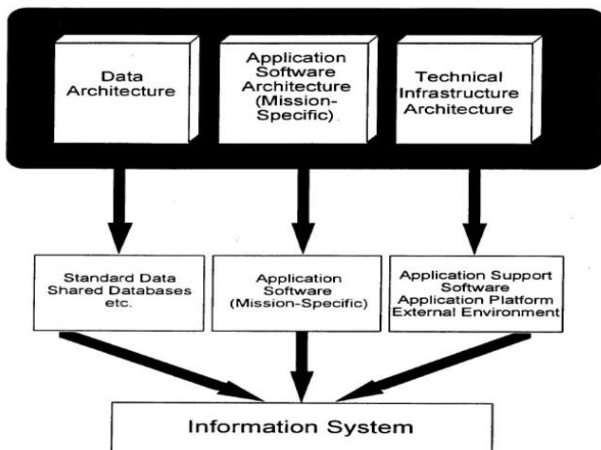 Data
Architecture
Application
Software
Architecture
(Mission-
Specific)
Technical
Infrastructure
Architecture
Standard Data
Shared Databases
etc.
Application
Software
(Mission-Specific)
Application Support
Software
Application Platform
External Environment
Information System